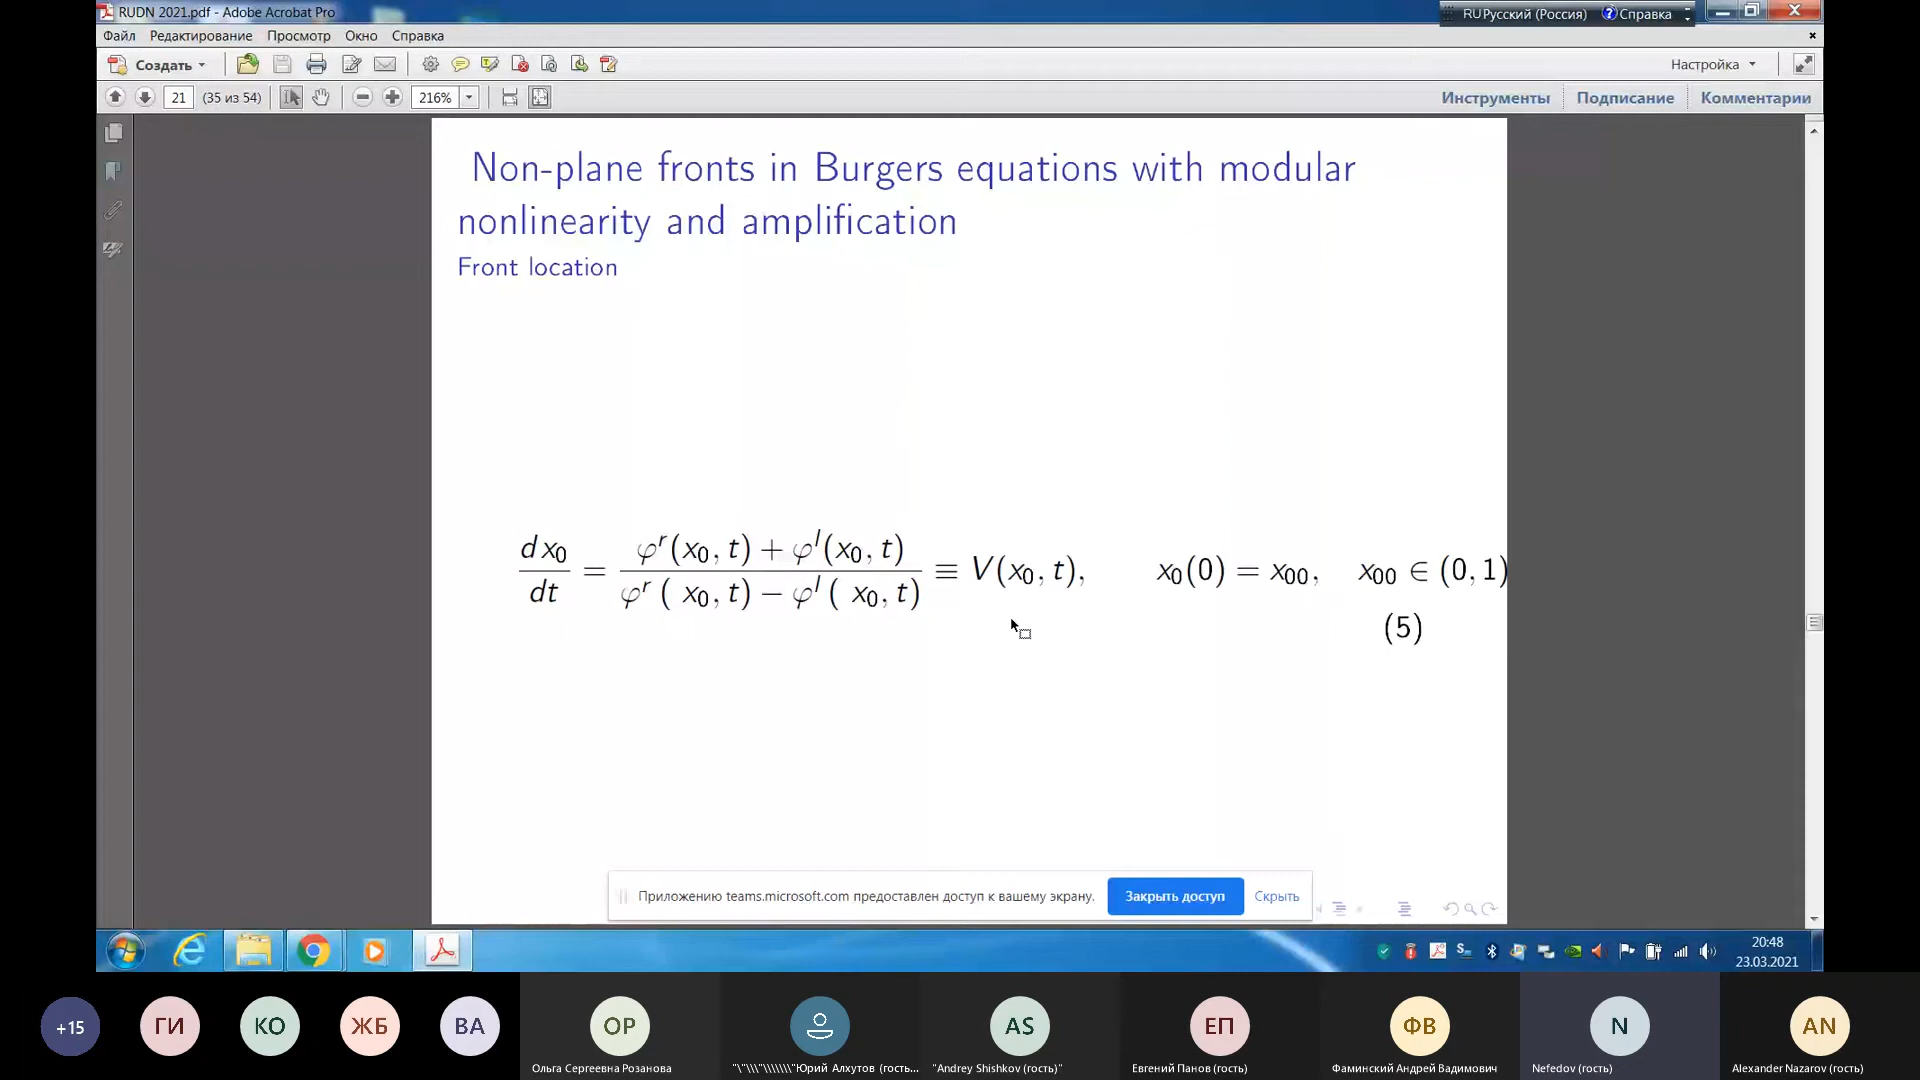 RUDN 2021.pdf - Adobe Acrobat Pro
RU Русский (Россия) Справка
Файл Редактирование Просмотр Окно Справка
Создать Настройка
21 (35 из 54) 216% Инструменты Подписание Комментарии
Non-plane fronts in Burgers equations with modular
nonlinearity and amplification
Front location
dx₀/dt = (φʳ(x₀, t) + φˡ(x₀, t))/(φʳ( x₀, t) − φˡ( x₀, t)) ≡ V(x₀, t), x₀(0) = x₀₀, x₀₀ ∈ (0, 1)
(5)
Приложению teams.microsoft.com предоставлен доступ к вашему экрану. Закрыть доступ Скрыть
20:48
23.03.2021
+15 ГИ КО ЖБ ВА ОР AS ЕП ФВ N AN
Ольга Сергеевна Розанова "\"\\\"\\\\\\\"Юрий Алхутов (гость... "Andrey Shishkov (гость)" Евгений Панов (гость) Фаминский Андрей Вадимович Nefedov (гость) Alexander Nazarov (гость)